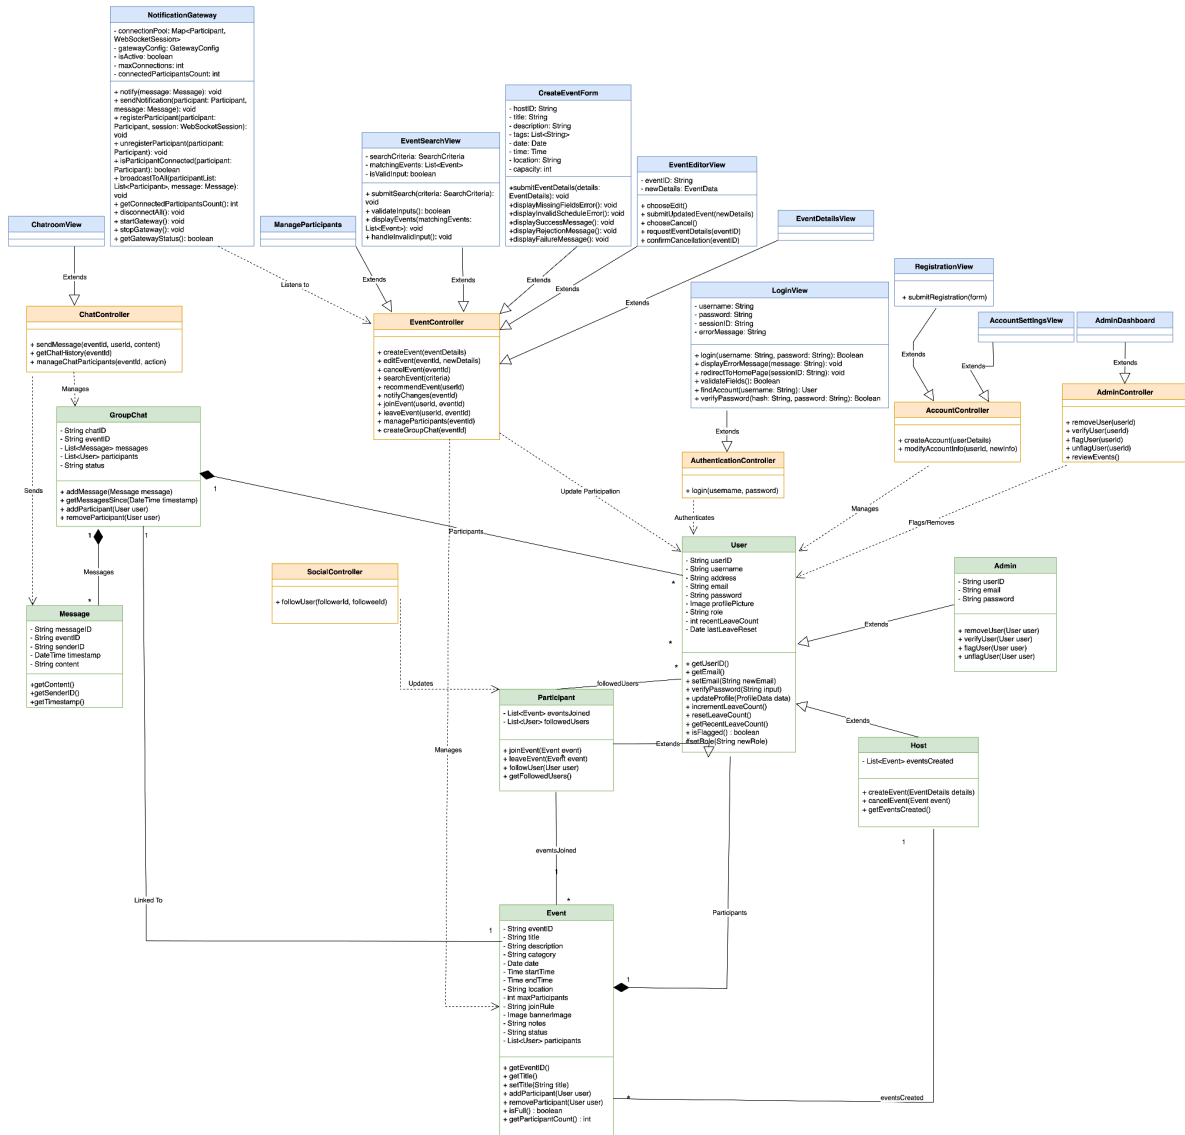 NotificationGateway
- connectionPool: Map<Participant,
WebSocketSession>
- gatewayConfig: GatewayConfig
- isActive: boolean
- maxConnections: int
- connectedParticipantsCount: int
+ notify(message: Message): void
+ sendNotification(participant: Participant,
message: Message): void
+ registerParticipant(participant:
Participant, session: WebSocketSession):
void
+ unregisterParticipant(participant:
Participant): void
+ isParticipantConnected(participant:
Participant): boolean
+ broadcastToAll(participantList:
List<Participant>, message: Message):
void
+ getConnectedParticipantsCount(): int
+ disconnectAll(): void
+ startGateway(): void
+ stopGateway(): void
+ getGatewayStatus(): boolean
CreateEventForm
- hostID: String
- title: String
- description: String
- tags: List<String>
- date: Date
- time: Time
- location: String
- capacity: int
+submitEventDetails(details:
EventDetails): void
+displayMissingFieldsError(): void
+displayInvalidScheduleError(): void
+displaySuccessMessage(): void
+displayRejectionMessage(): void
+displayFailureMessage(): void
EventSearchView
- searchCriteria: SearchCriteria
- matchingEvents: List<Event>
- isValidInput: boolean
+ submitSearch(criteria: SearchCriteria):
void
+ validateInputs(): boolean
+ displayEvents(matchingEvents:
List<Event>): void
+ handleInvalidInput(): void
EventEditorView
- eventID: String
- newDetails: EventData
+ chooseEdit()
+ submitUpdatedEvent(newDetails)
+ chooseCancel()
+ requestEventDetails(eventID)
+ confirmCancellation(eventID)
ChatroomView
ManageParticipants
EventDetailsView
RegistrationView
+ submitRegistration(form)
Extends
Listens to
Extends
Extends
Extends
Extends
Extends
LoginView
- username: String
- password: String
- sessionID: String
- errorMessage: String
+ login(username: String, password: String): Boolean
+ displayErrorMessage(message: String): void
+ redirectToHomePage(sessionID: String): void
+ validateFields(): Boolean
+ findAccount(username: String): User
+ verifyPassword(hash: String, password: String): Boolean
AccountSettingsView
AdminDashboard
ChatController
+ sendMessage(eventId, userId, content)
+ getChatHistory(eventId)
+ manageChatParticipants(eventId, action)
EventController
+ createEvent(eventDetails)
+ editEvent(eventId, newDetails)
+ cancelEvent(eventId)
+ searchEvent(criteria)
+ recommendEvent(userId)
+ notifyChanges(eventId)
+ joinEvent(userId, eventId)
+ leaveEvent(userId, eventId)
+ manageParticipants(eventId)
+ createGroupChat(eventId)
Extends
Extends
Extends
Manages
AdminController
+ removeUser(userId)
+ verifyUser(userId)
+ flagUser(userId)
+ unflagUser(userId)
+ reviewEvents()
AccountController
+ createAccount(userDetails)
+ modifyAccountInfo(userId, newInfo)
GroupChat
- String chatID
- String eventID
- List<Message> messages
- List<User> participants
- String status
+ addMessage(Message message)
+ getMessagesSince(DateTime timestamp)
+ addParticipant(User user)
+ removeParticipant(User user)
Extends
AuthenticationController
+ login(username, password)
Sends
1
Update Participation
Manages
Authenticates
Flags/Removes
1
1
Participants
User
- String userID
- String username
- String address
- String email
- String password
- Image profilePicture
- String role
- int recentLeaveCount
- Date lastLeaveReset
+ getUserID()
+ getEmail()
+ setEmail(String newEmail)
+ verifyPassword(String input)
+ updateProfile(ProfileData data)
+ incrementLeaveCount()
+ resetLeaveCount()
+ getRecentLeaveCount()
+ isFlagged() : boolean
+setRole(String newRole)
Messages
*
SocialController
+ followUser(followerId, followeeId)
Admin
- String userID
- String email
- String password
+ removeUser(User user)
+ verifyUser(User user)
+ flagUser(User user)
+ unflagUser(User user)
*
Message
- String messageID
- String eventID
- String senderID
- DateTime timestamp
- String content
+getContent()
+getSenderID()
+getTimestamp()
Extends
*
*
Updates
followedUsers
Participant
- List<Event> eventsJoined
- List<User> followedUsers
+ joinEvent(Event event)
+ leaveEvent(Event event)
+ followUser(User user)
+ getFollowedUsers()
Extends
Extends
Manages
Host
- List<Event> eventsCreated
+ createEvent(EventDetails details)
+ cancelEvent(Event event)
+ getEventsCreated()
1
evemtsJoined
1
*
Linked To
Participants
1
Event
- String eventID
- String title
- String description
- String category
- Date date
- Time startTime
- Time endTime
- String location
- int maxParticipants
- String joinRule
- Image bannerImage
- String notes
- String status
- List<User> participants
+ getEventID()
+ getTitle()
+ setTitle(String title)
+ addParticipant(User user)
+ removeParticipant(User user)
+ isFull() : boolean
+ getParticipantCount() : int
1
*
eventsCreated